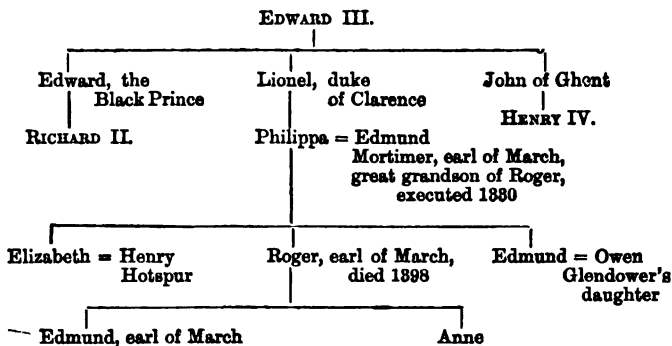 EDWARD III.
Edward, the Black Prince
Lionel, duke of Clarence
John of Ghent
RICHARD II.
HENRY IV.
Philippa = Edmund
Mortimer, earl of March,
great grandson of Roger,
executed 1330
Elizabeth = Henry
Hotspur
Roger, earl of March,
died 1398
Edmund = Owen
Glendower's
daughter
Edmund, earl of March
Anne